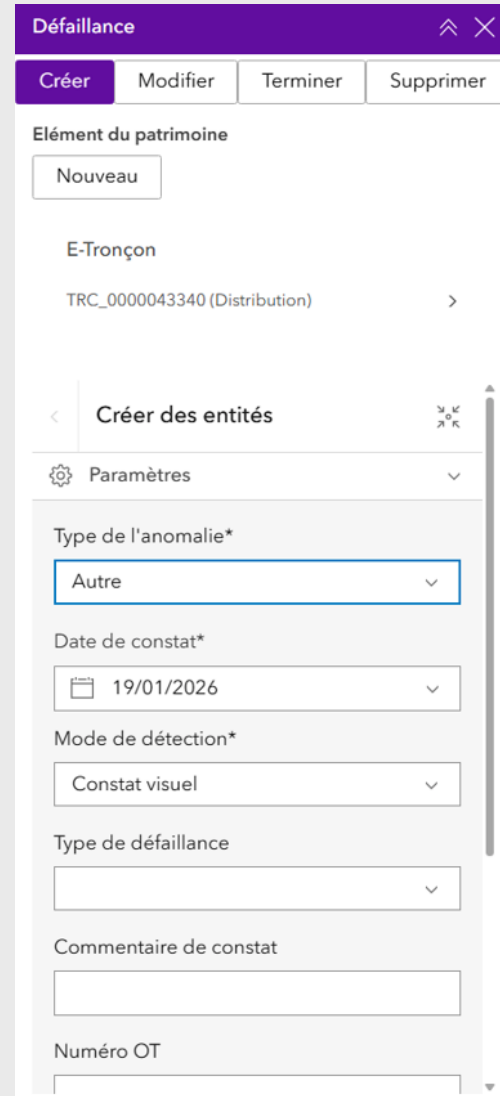 Défaillance
Créer Modifier Terminer Supprimer
Elément du patrimoine
Nouveau
E-Tronçon
TRC_0000043340 (Distribution)
Créer des entités
Paramètres
Type de l'anomalie*
Autre
Date de constat*
19/01/2026
Mode de détection*
Constat visuel
Type de défaillance
Commentaire de constat
Numéro OT